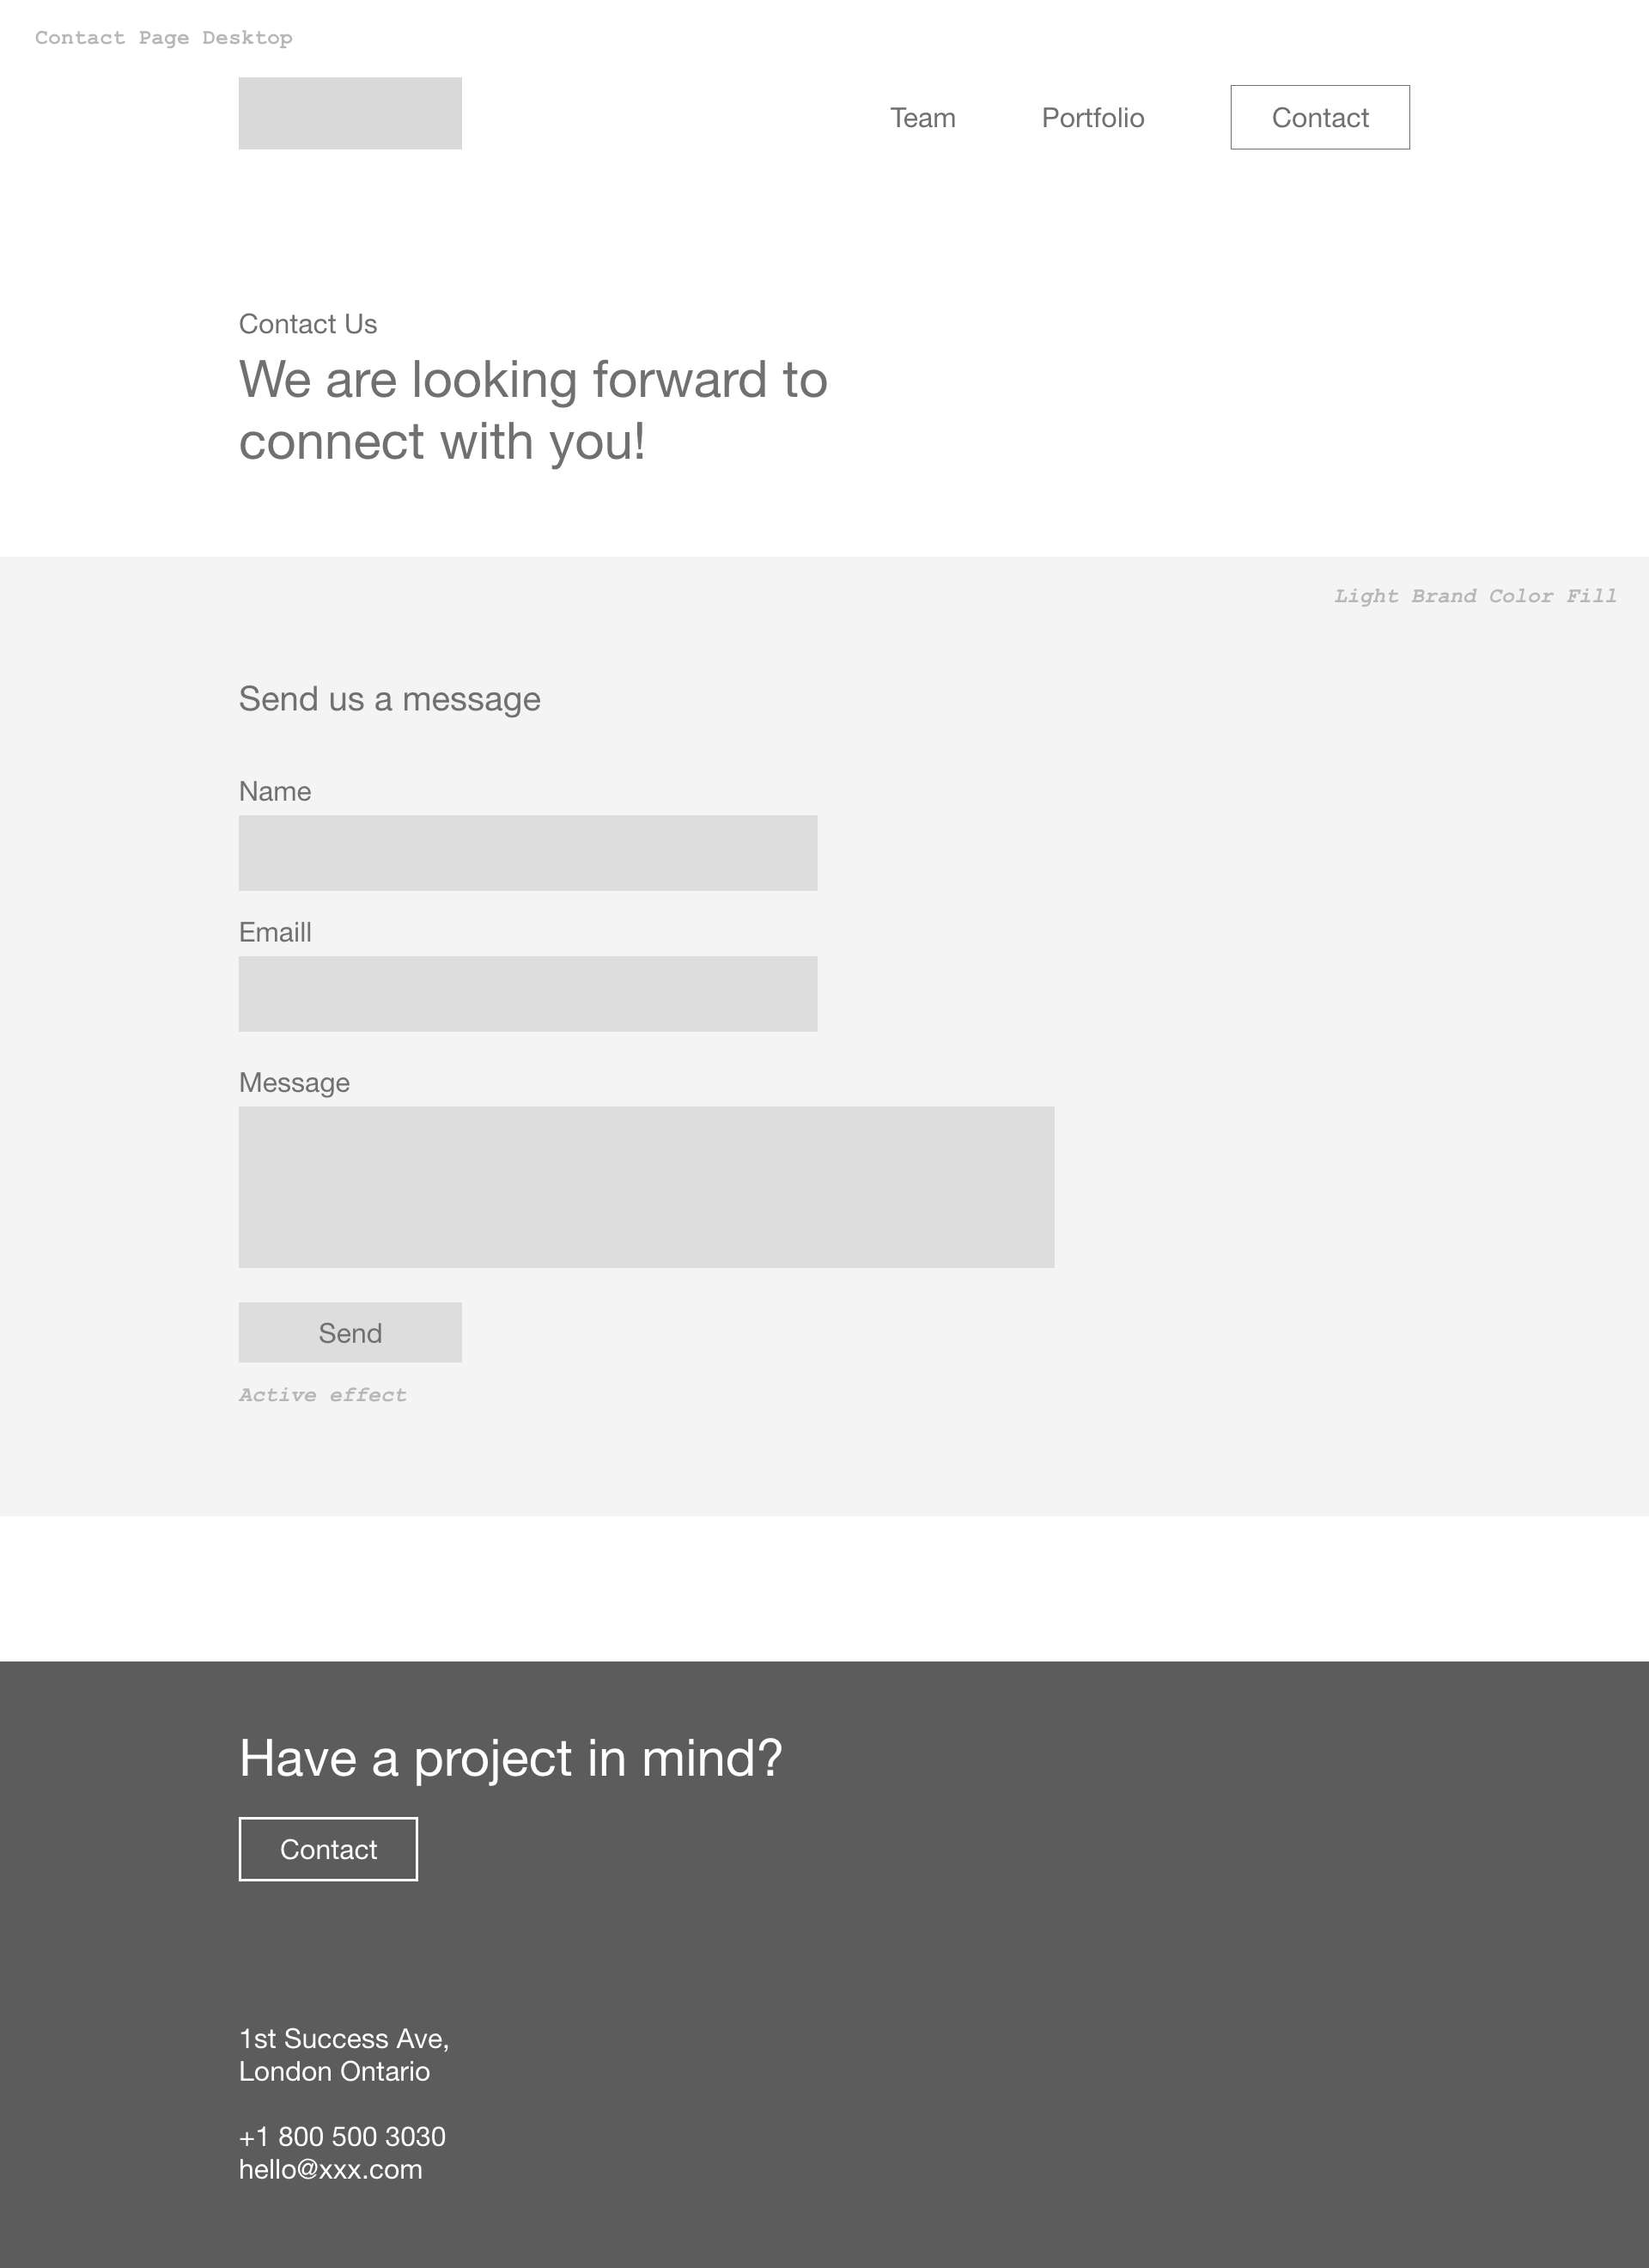 Contact Page Desktop
Team Portfolio Contact
Contact Us
We are looking forward to
connect with you!
Light Brand Color Fill
Send us a message
Name
Emaill
Message
Send
Active effect
Have a project in mind?
Contact
1st Success Ave,
London Ontario
+1 800 500 3030
hello@xxx.com